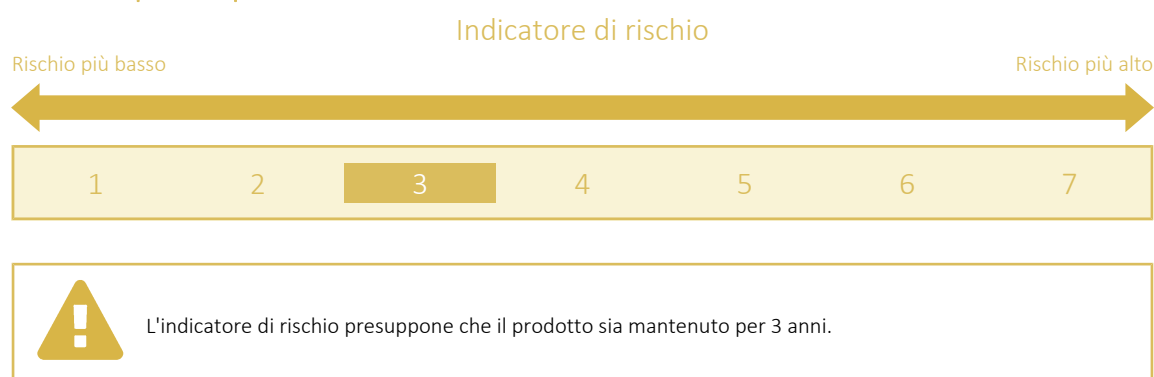 Indicatore di rischio
Rischio più basso Rischio più alto
1 2 3 4 5 6 7
L'indicatore di rischio presuppone che il prodotto sia mantenuto per 3 anni.